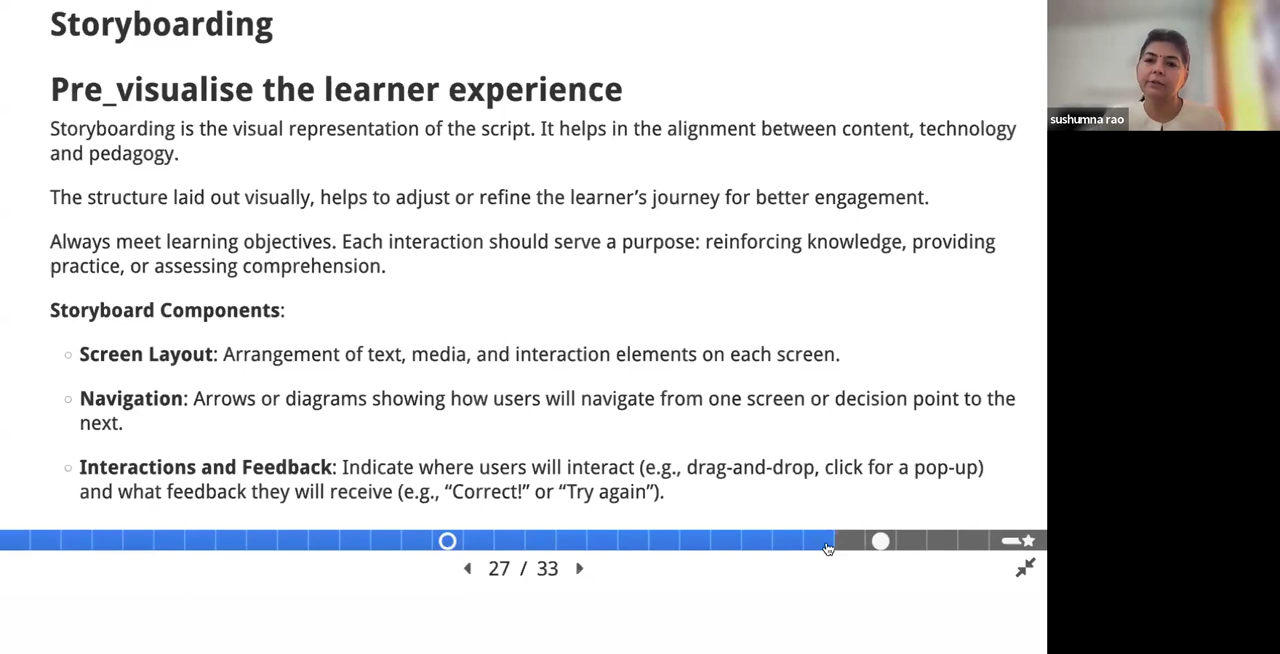 Storyboarding
Pre_visualise the learner experience
Storyboarding is the visual representation of the script. It helps in the alignment between content, technology
and pedagogy.
The structure laid out visually, helps to adjust or refine the learner’s journey for better engagement.
Always meet learning objectives. Each interaction should serve a purpose: reinforcing knowledge, providing
practice, or assessing comprehension.
Storyboard Components:
Screen Layout: Arrangement of text, media, and interaction elements on each screen.
Navigation: Arrows or diagrams showing how users will navigate from one screen or decision point to the
next.
Interactions and Feedback: Indicate where users will interact (e.g., drag-and-drop, click for a pop-up)
and what feedback they will receive (e.g., “Correct!” or “Try again”).
27 / 33
sushumna rao